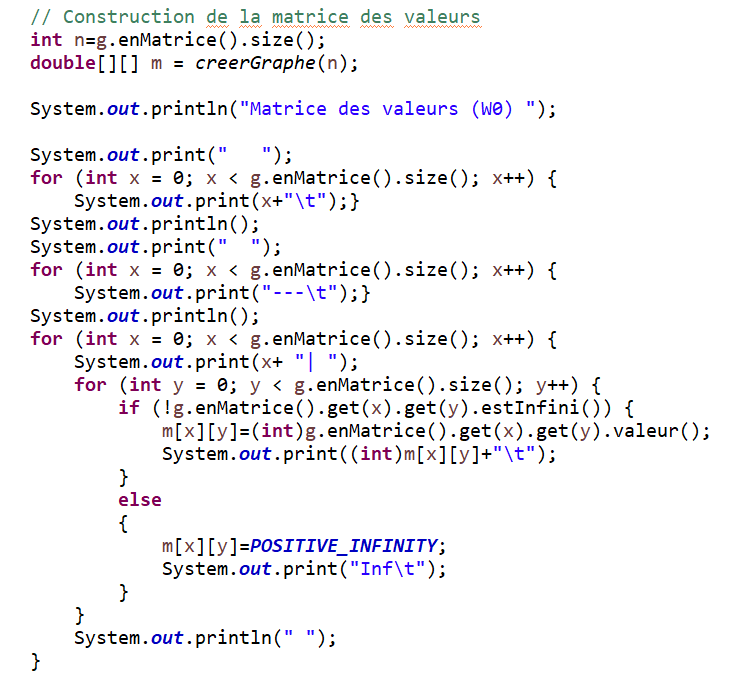 // Construction de la matrice des valeurs
int n=g.enMatrice().size();
double[][] m = creerGraphe(n);

System.out.println("Matrice des valeurs (W0) ");

System.out.print("   ");
for (int x = 0; x < g.enMatrice().size(); x++) {
    System.out.print(x+"\t");}
System.out.println();
System.out.print("  ");
for (int x = 0; x < g.enMatrice().size(); x++) {
    System.out.print("---\t");}
System.out.println();
for (int x = 0; x < g.enMatrice().size(); x++) {
    System.out.print(x+ "| ");
    for (int y = 0; y < g.enMatrice().size(); y++) {
        if (!g.enMatrice().get(x).get(y).estInfini()) {
            m[x][y]=(int)g.enMatrice().get(x).get(y).valeur();
            System.out.print((int)m[x][y]+"\t");
        }
        else
        {
            m[x][y]=POSITIVE_INFINITY;
            System.out.print("Inf\t");
        }
    }
    System.out.println(" ");
}